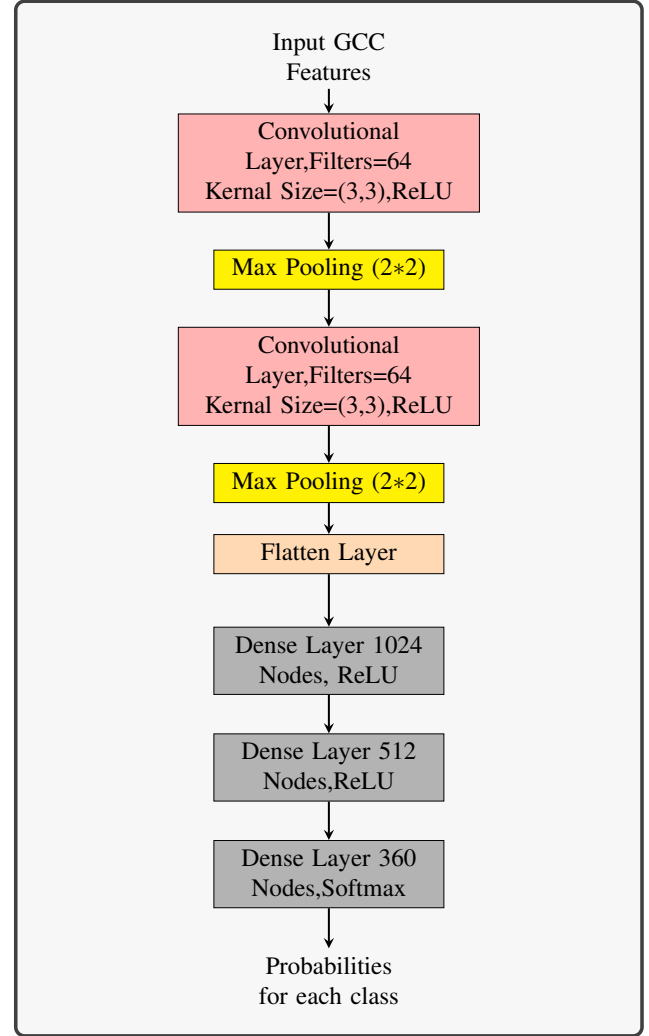 Input GCC
Features
Convolutional
Layer,Filters=64
Kernal Size=(3,3),ReLU
Max Pooling (2*2)
Convolutional
Layer,Filters=64
Kernal Size=(3,3),ReLU
Max Pooling (2*2)
Flatten Layer
Dense Layer 1024
Nodes, ReLU
Dense Layer 512
Nodes,ReLU
Dense Layer 360
Nodes,Softmax
Probabilities
for each class